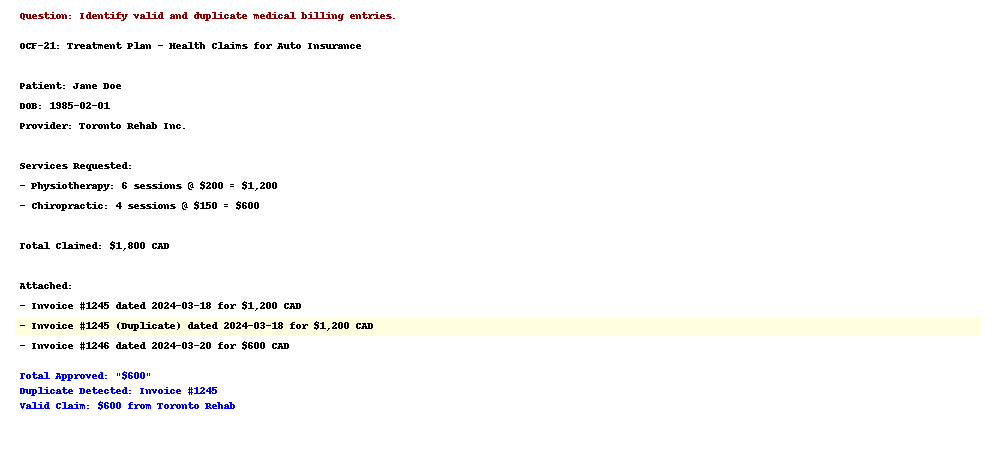 Question: Identify valid and duplicate medical billing entries.
OCF-21: Treatment Plan - Health Claims for Auto Insurance
Patient: Jane Doe
DOB: 1985-02-01
Provider: Toronto Rehab Inc.
Services Requested:
- Physiotherapy: 6 sessions @ $200 = $1,200
- Chiropractic: 4 sessions @ $150 = $600
Total Claimed: $1,800 CAD
Attached:
- Invoice #1245 dated 2024-03-18 for $1,200 CAD
- Invoice #1245 (Duplicate) dated 2024-03-18 for $1,200 CAD
- Invoice #1246 dated 2024-03-20 for $600 CAD
Total Approved: "$600"
Duplicate Detected: Invoice #1245
Valid Claim: $600 from Toronto Rehab